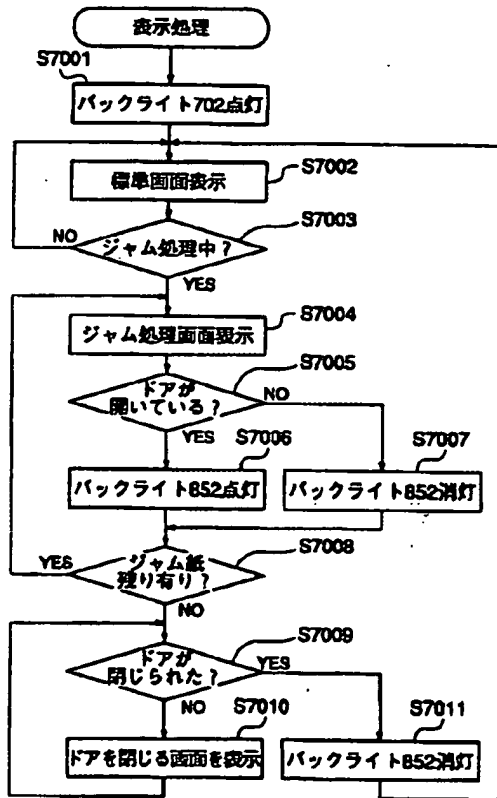 表示処理
S7001
バックライト702点灯
標準画面表示
S7002
ジャム処理中？
S7003
NO
YES
ジャム処理画面表示
S7004
ドアが
開いている？
S7005
NO
YES
S7006
S7007
バックライト852点灯
バックライト852消灯
ジャム紙
残り有り？
S7008
YES
NO
ドアが
閉じられた？
S7009
YES
NO
S7010
S7011
ドアを閉じる画面を表示
バックライト852消灯